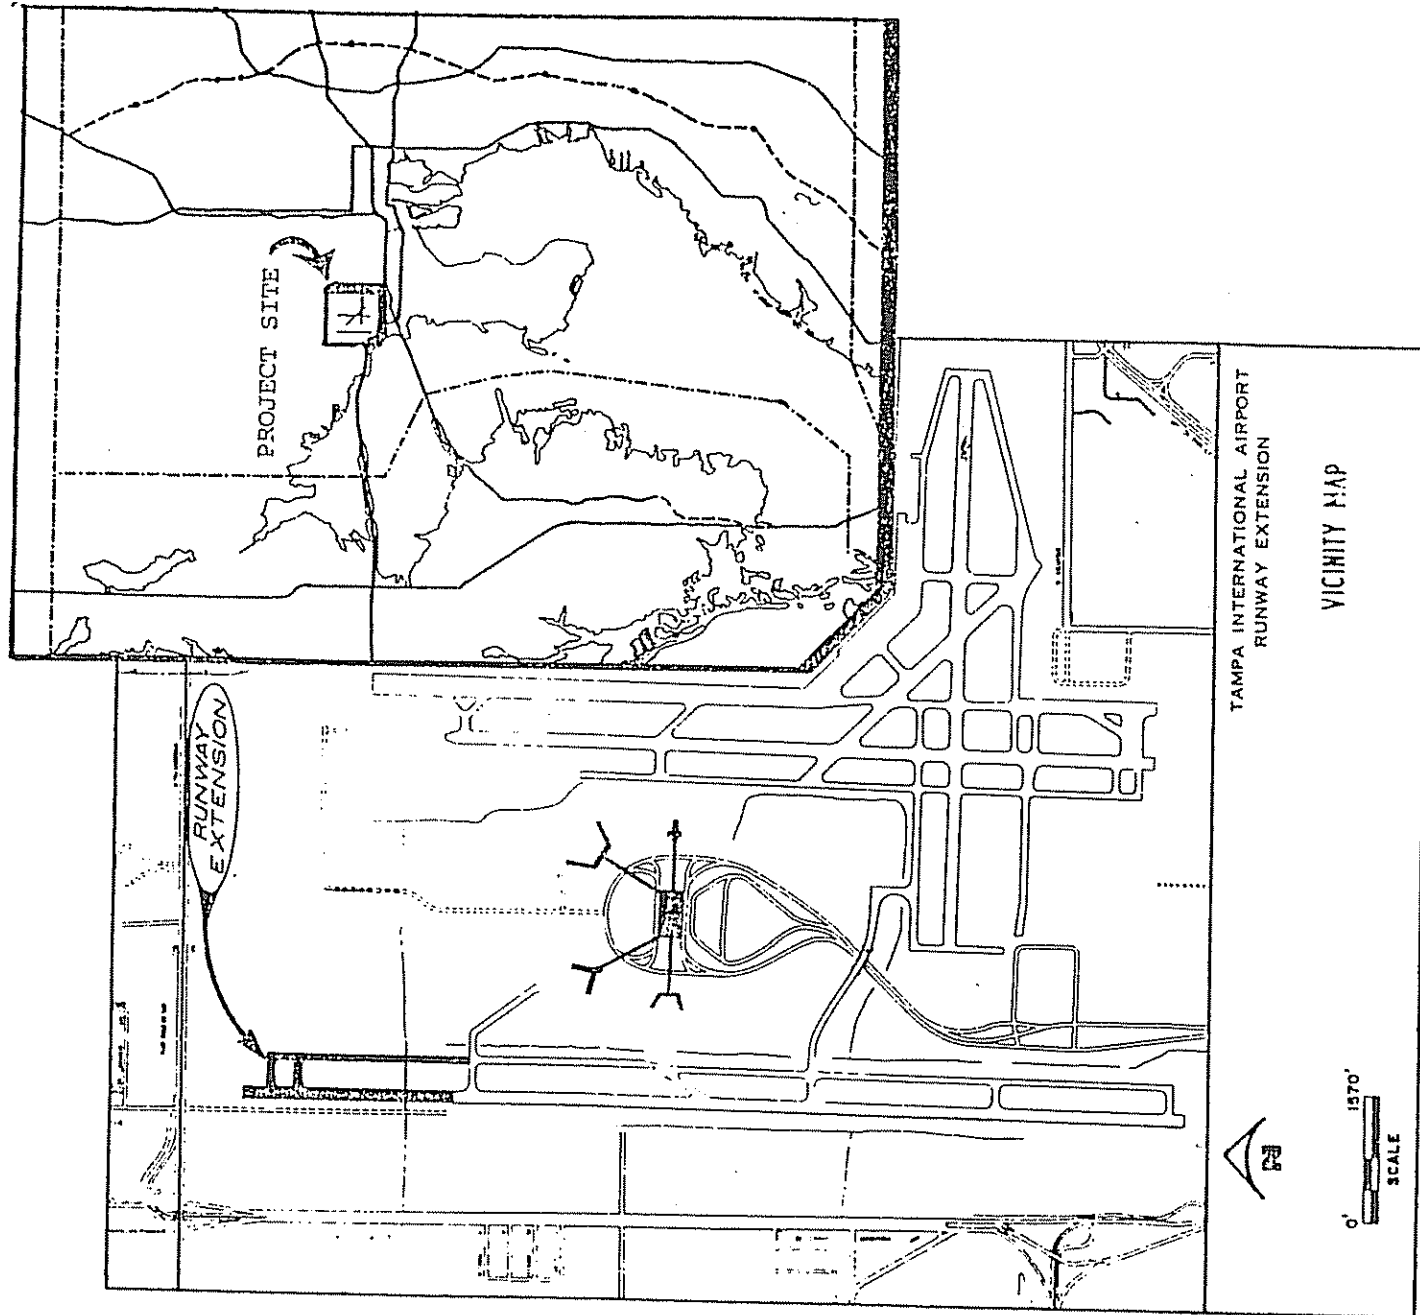 PROJECT SITE
RUNWAY
EXTENSION
TAMPA INTERNATIONAL AIRPORT
RUNWAY EXTENSION
VICINITY MAP
N
0' 1570'
SCALE